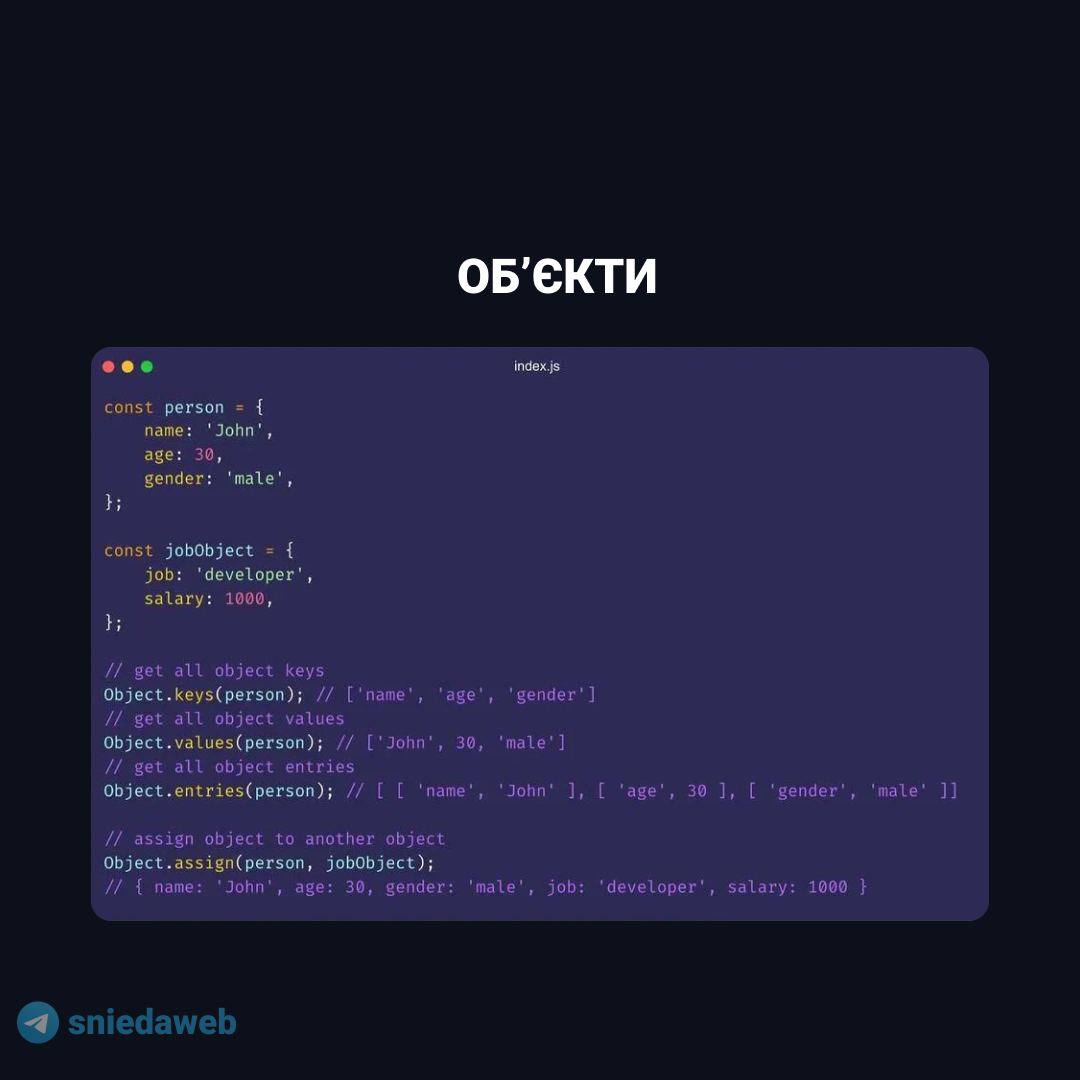 ОБ’ЄКТИ
index.js
const person = {
    name: 'John',
    age: 30,
    gender: 'male',
};
const jobObject = {
    job: 'developer',
    salary: 1000,
};
// get all object keys
Object.keys(person); // ['name', 'age', 'gender']
// get all object values
Object.values(person); // ['John', 30, 'male']
// get all object entries
Object.entries(person); // [ [ 'name', 'John' ], [ 'age', 30 ], [ 'gender', 'male' ]]
// assign object to another object
Object.assign(person, jobObject);
// { name: 'John', age: 30, gender: 'male', job: 'developer', salary: 1000 }
sniedaweb